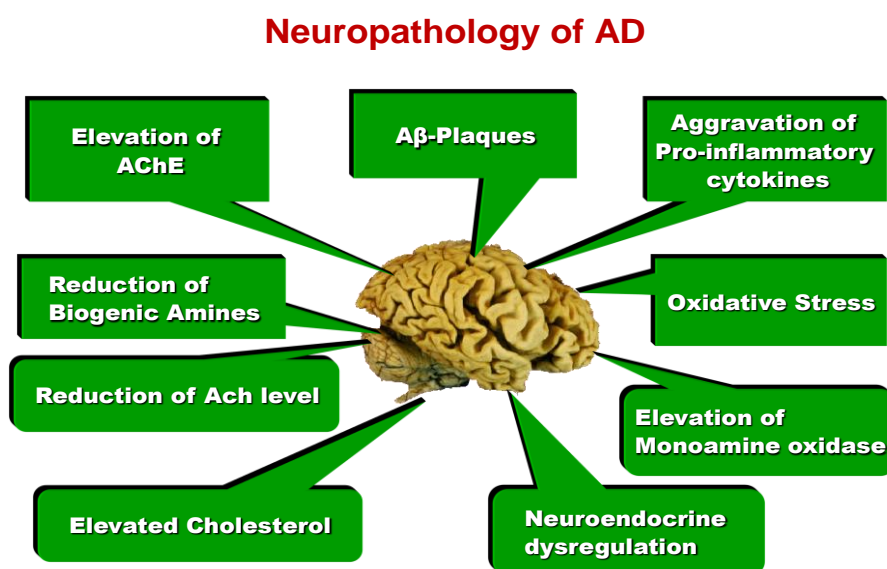 Neuropathology of AD
Elevation of
AChE
Aβ-Plaques
Aggravation of
Pro-inflammatory
cytokines
Reduction of
Biogenic Amines
Oxidative Stress
Reduction of Ach level
Elevation of
Monoamine oxidase
Elevated Cholesterol
Neuroendocrine
dysregulation